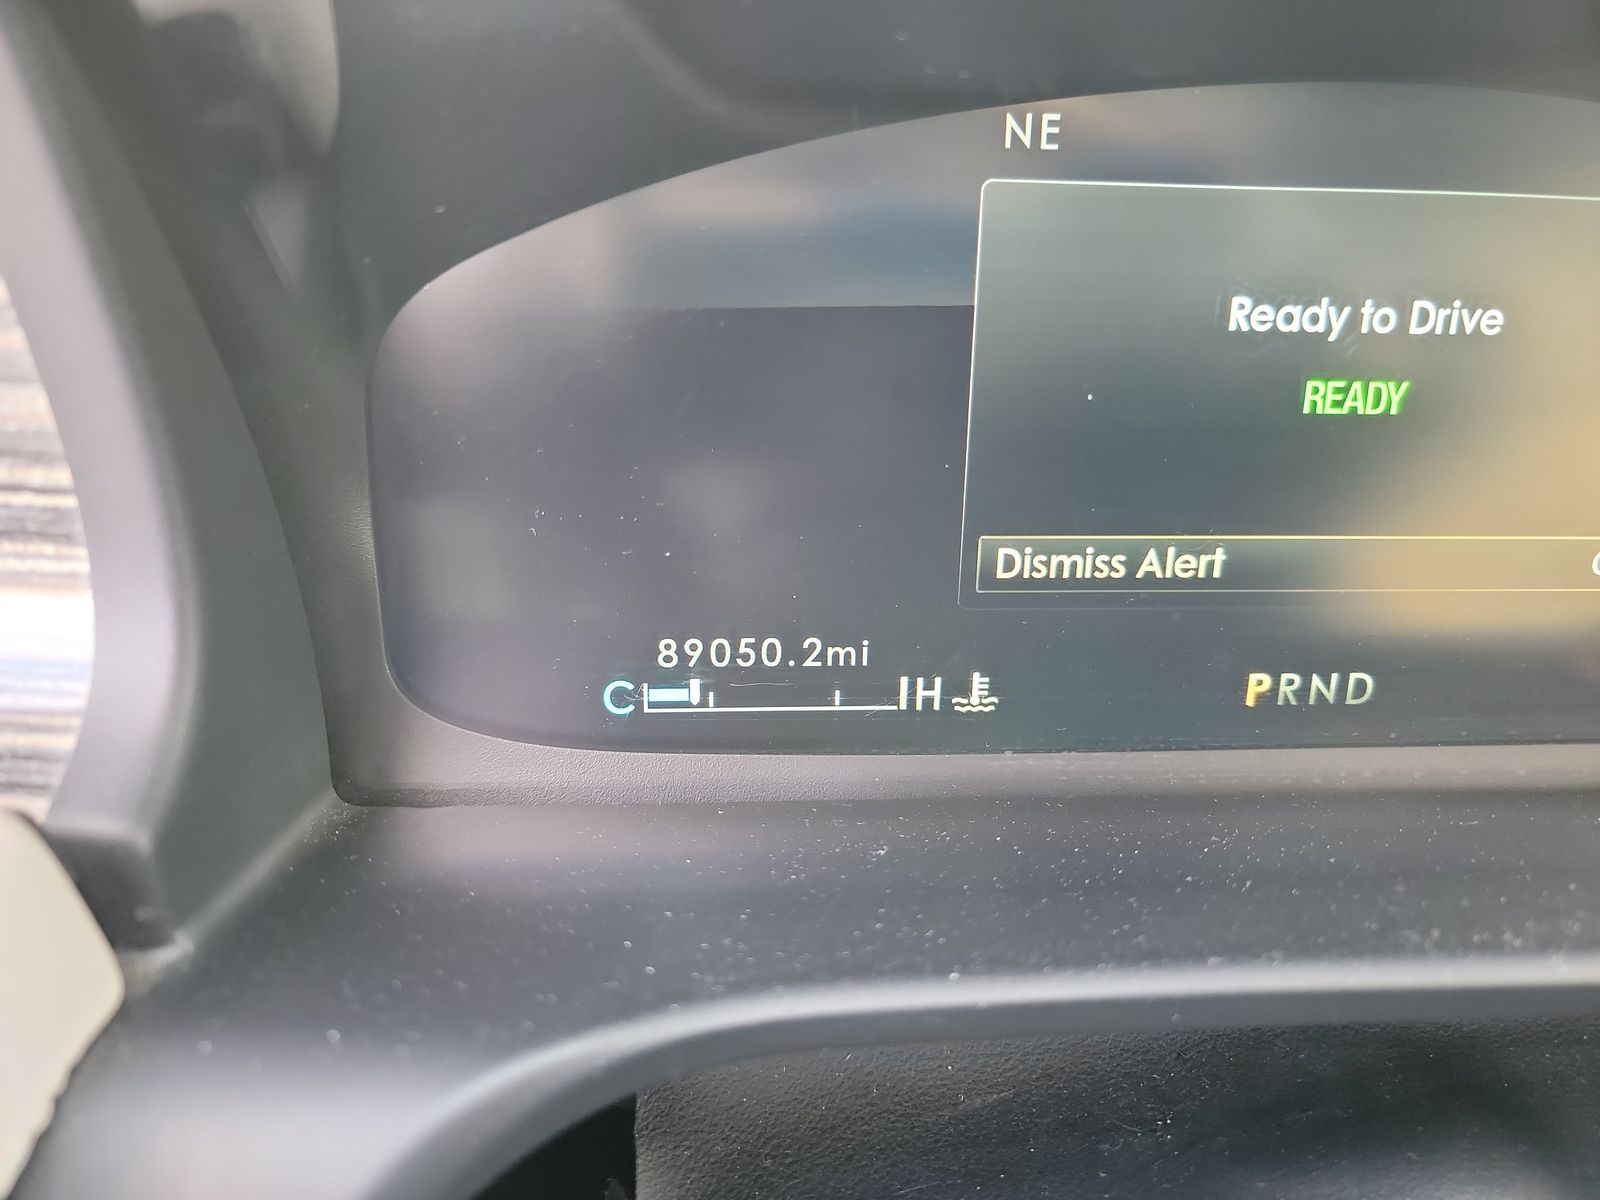 NE
Ready to Drive
READY
Dismiss Alert
89050.2mi
C H
PRND